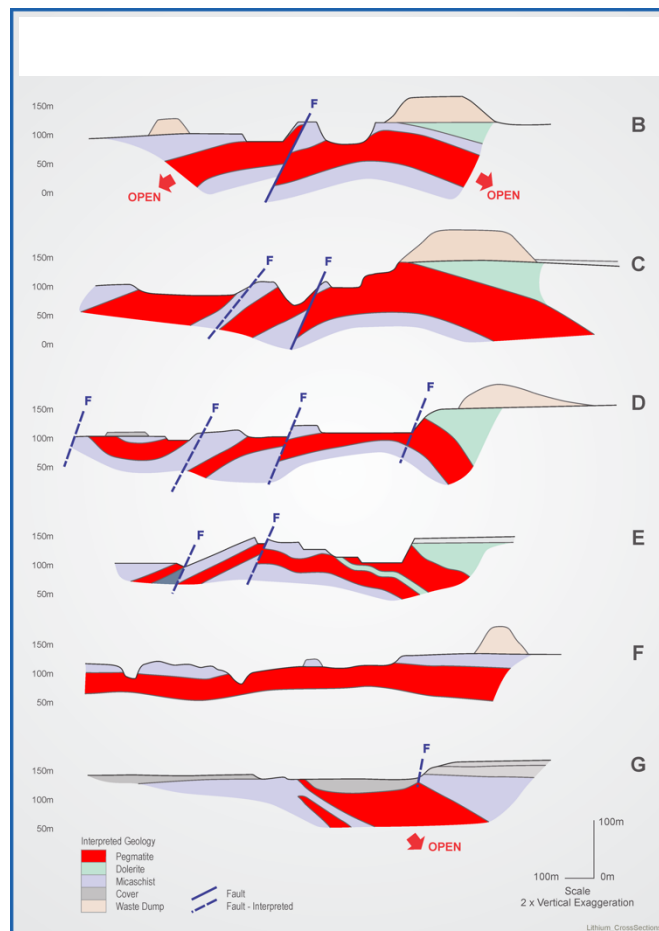 F
150m
B
100m
50m
0m
OPEN
OPEN
F
F
150m
C
100m
50m
0m
F
F
F
F
150m
D
100m
50m
F
F
150m
E
100m
50m
150m
F
100m
50m
F
150m
G
100m
50m
OPEN
Interpreted Geology
Pegmatite
Dolerite
Micaschist
Cover
Waste Dump
Fault
Fault - Interpreted
100m
100m
0m
Scale
2 x Vertical Exaggeration
Lithium_CrossSections